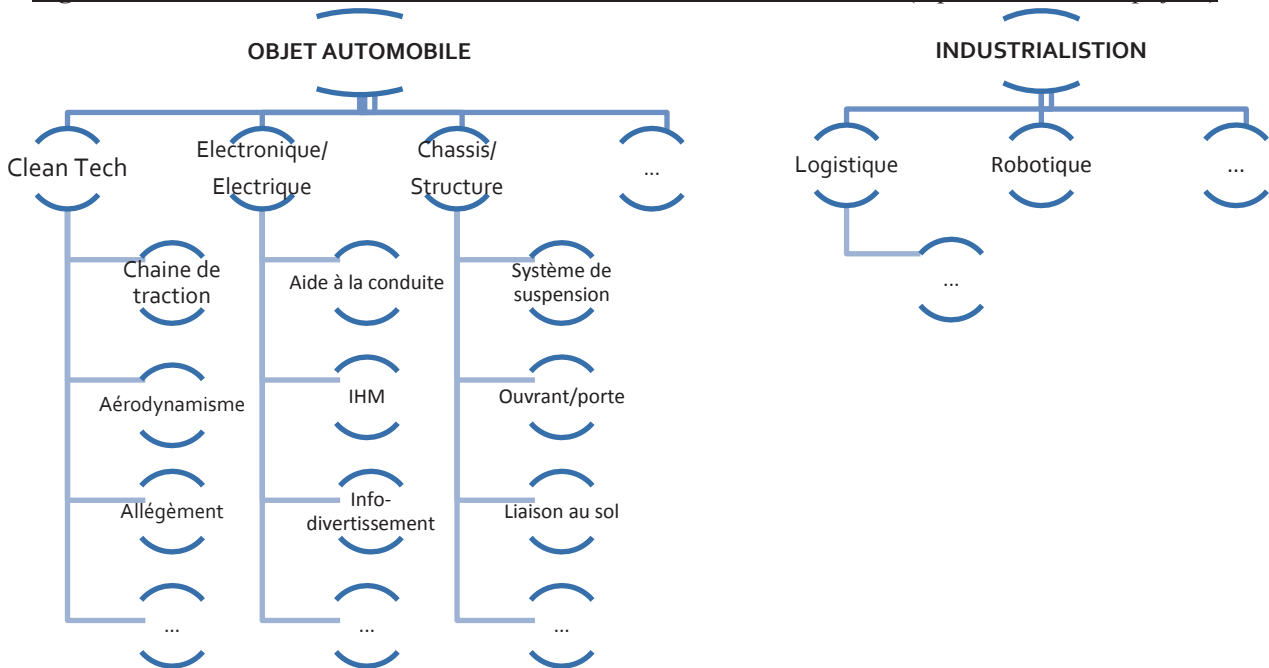 OBJET AUTOMOBILE
INDUSTRIALISTION
Clean Tech
Electronique/
Electrique
Chassis/
Structure
...
Logistique
Robotique
...
Chaine de
traction
Aide à la conduite
Système de
suspension
...
Aérodynamisme
IHM
Ouvrant/porte
Allégèment
Info-
divertissement
Liaison au sol
...
...
...